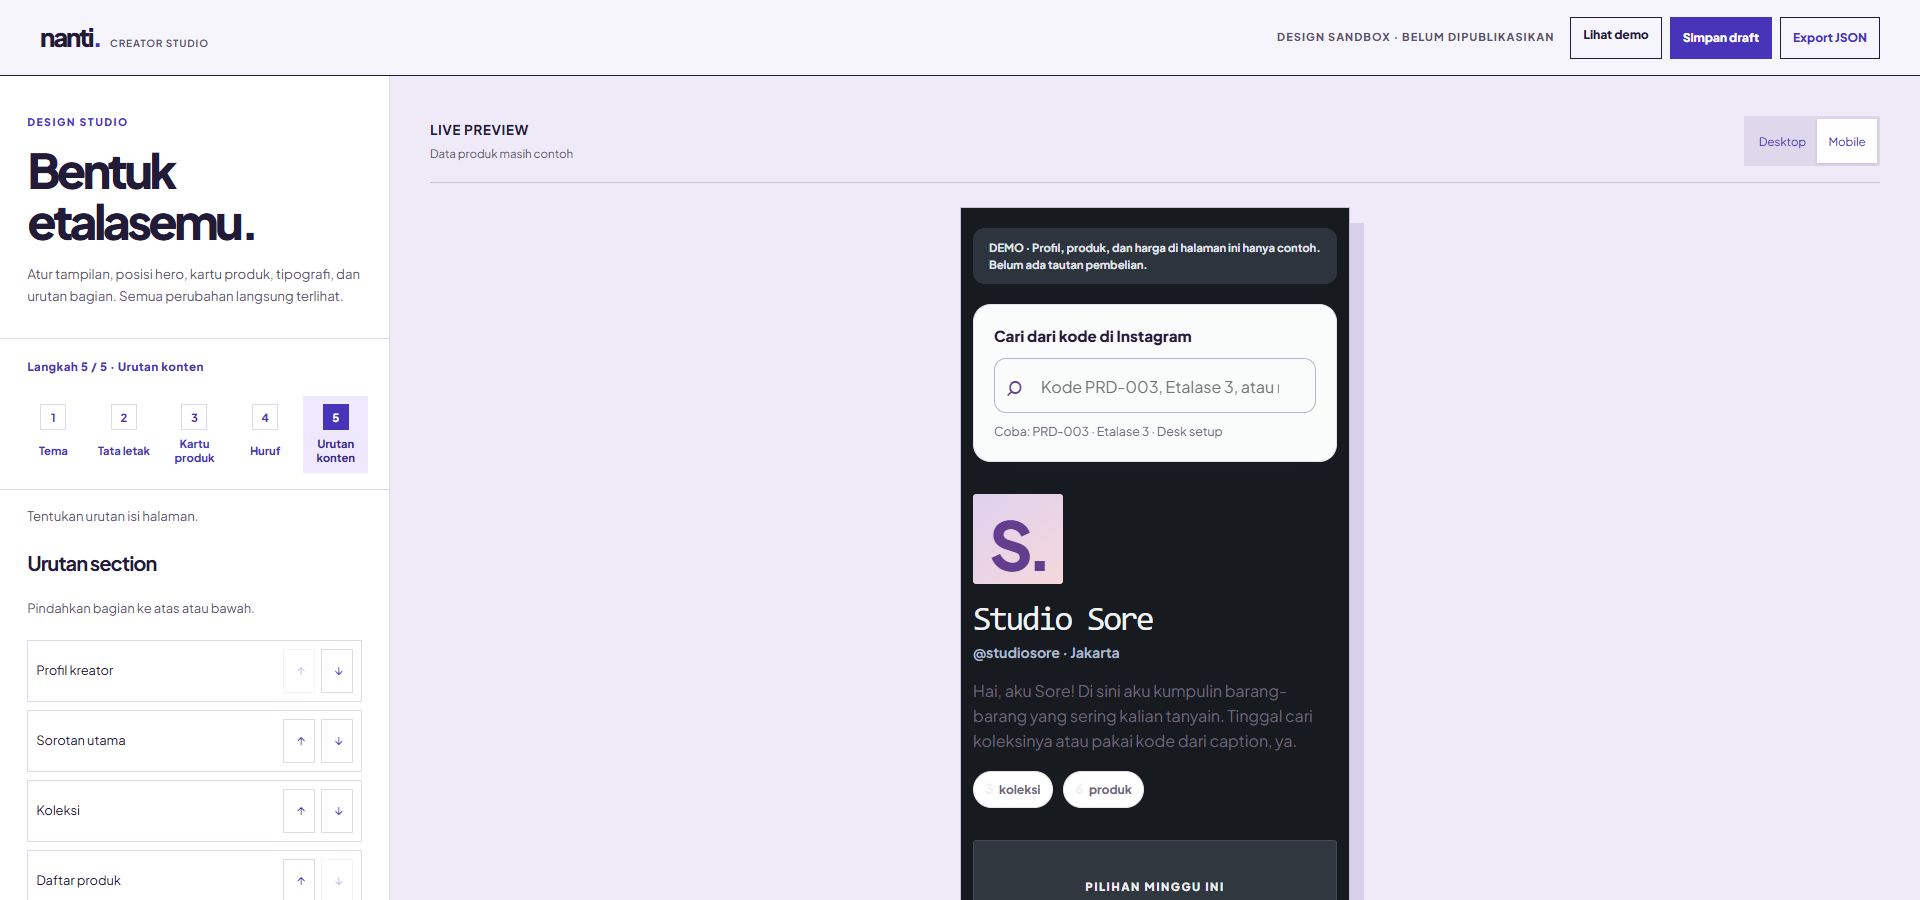 nanti. CREATOR STUDIO
DESIGN SANDBOX · BELUM DIPUBLIKASIKAN
Lihat demo
Simpan draft
Export JSON
DESIGN STUDIO
Bentuk
etalasemu.
Atur tampilan, posisi hero, kartu produk, tipografi, dan
urutan bagian. Semua perubahan langsung terlihat.
Langkah 5 / 5 · Urutan konten
1
Tema
2
Tata letak
3
Kartu
produk
4
Huruf
5
Urutan
konten
Tentukan urutan isi halaman.
Urutan section
Pindahkan bagian ke atas atau bawah.
Profil kreator
↑ ↓
Sorotan utama
↑ ↓
Koleksi
↑ ↓
Daftar produk
↑ ↓
LIVE PREVIEW
Data produk masih contoh
Desktop
Mobile
DEMO · Profil, produk, dan harga di halaman ini hanya contoh.
Belum ada tautan pembelian.
Cari dari kode di Instagram
Kode PRD-003, Etalase 3, atau
Coba: PRD-003 · Etalase 3 · Desk setup
S.
Studio Sore
@studiosore · Jakarta
Hai, aku Sore! Di sini aku kumpulin barang-
barang yang sering kalian tanyain. Tinggal cari
koleksinya atau pakai kode dari caption, ya.
3 koleksi
6 produk
PILIHAN MINGGU INI